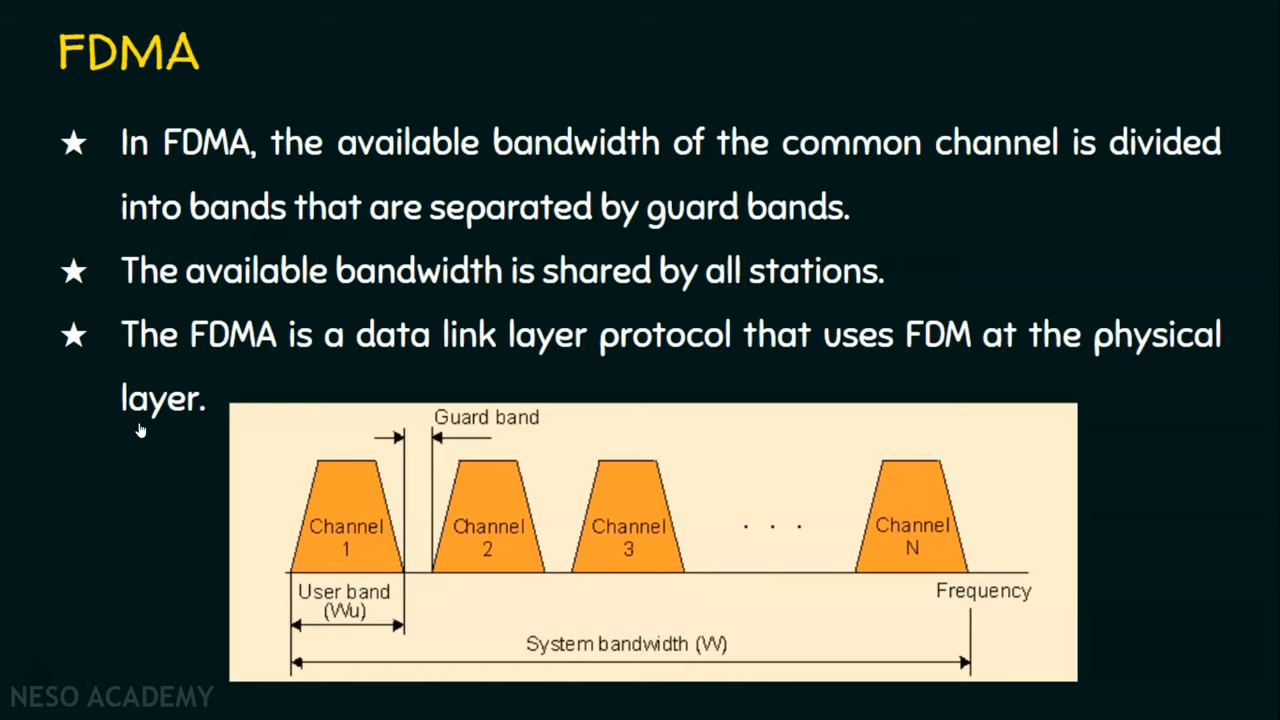 FDMA
★ In FDMA, the available bandwidth of the common channel is divided
into bands that are separated by guard bands.
★ The available bandwidth is shared by all stations.
★ The FDMA is a data link layer protocol that uses FDM at the physical
layer.
Guard band
Channel
1
Channel
2
Channel
3
. . .
Channel
N
User band
(Wu)
Frequency
System bandwidth (W)
NESO ACADEMY